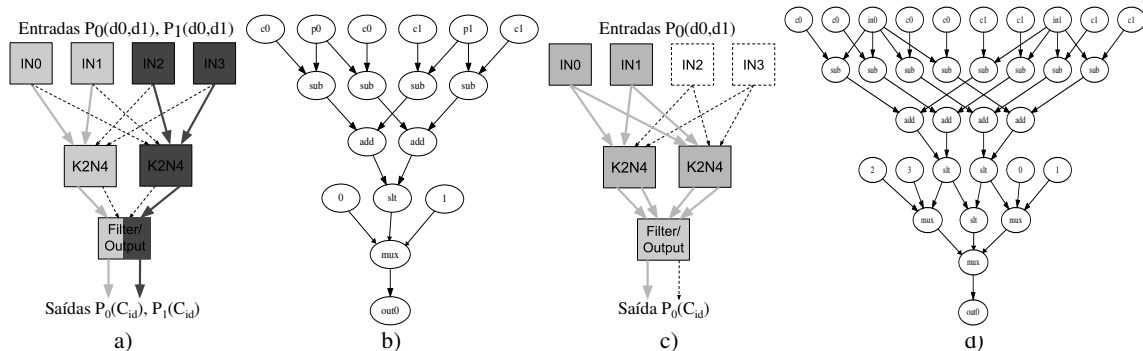 Entradas P0(d0,d1), P1(d0,d1)
IN0 IN1 IN2 IN3
K2N4 K2N4
Filter/
Output
Saídas P0(Cid), P1(Cid)
a)
c0 p0 c0 c1 p1 c1
sub sub sub sub
add add
slt
0 1
mux
out0
b)
Entradas P0(d0,d1)
IN0 IN1 IN2 IN3
K2N4 K2N4
Filter/
Output
Saída P0(Cid)
c)
c0 c0 in0 c0 c0 c1 c1 in1 c1 c1
sub sub sub sub sub sub sub sub
add add add add
slt slt
2 3 0 1
mux slt mux
mux
out0
d)